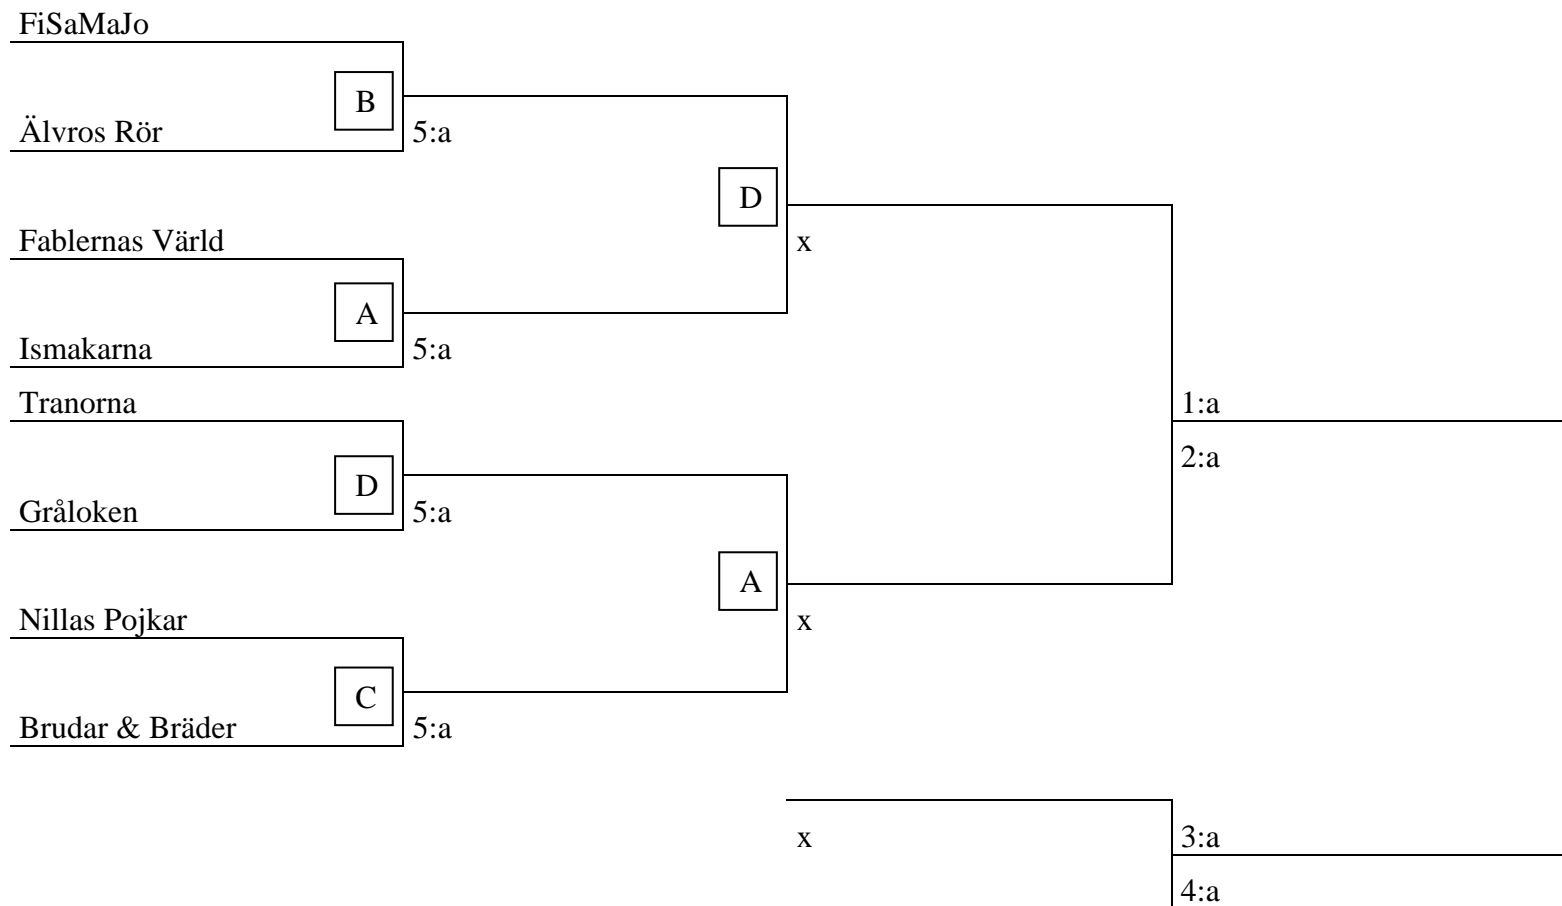 FiSaMaJo
B
Älvros Rör
5:a
D
Fablernas Värld
x
A
Ismakarna
5:a
Tranorna
1:a
2:a
D
Gråloken
5:a
A
Nillas Pojkar
x
C
Brudar & Bräder
5:a
x
3:a
4:a